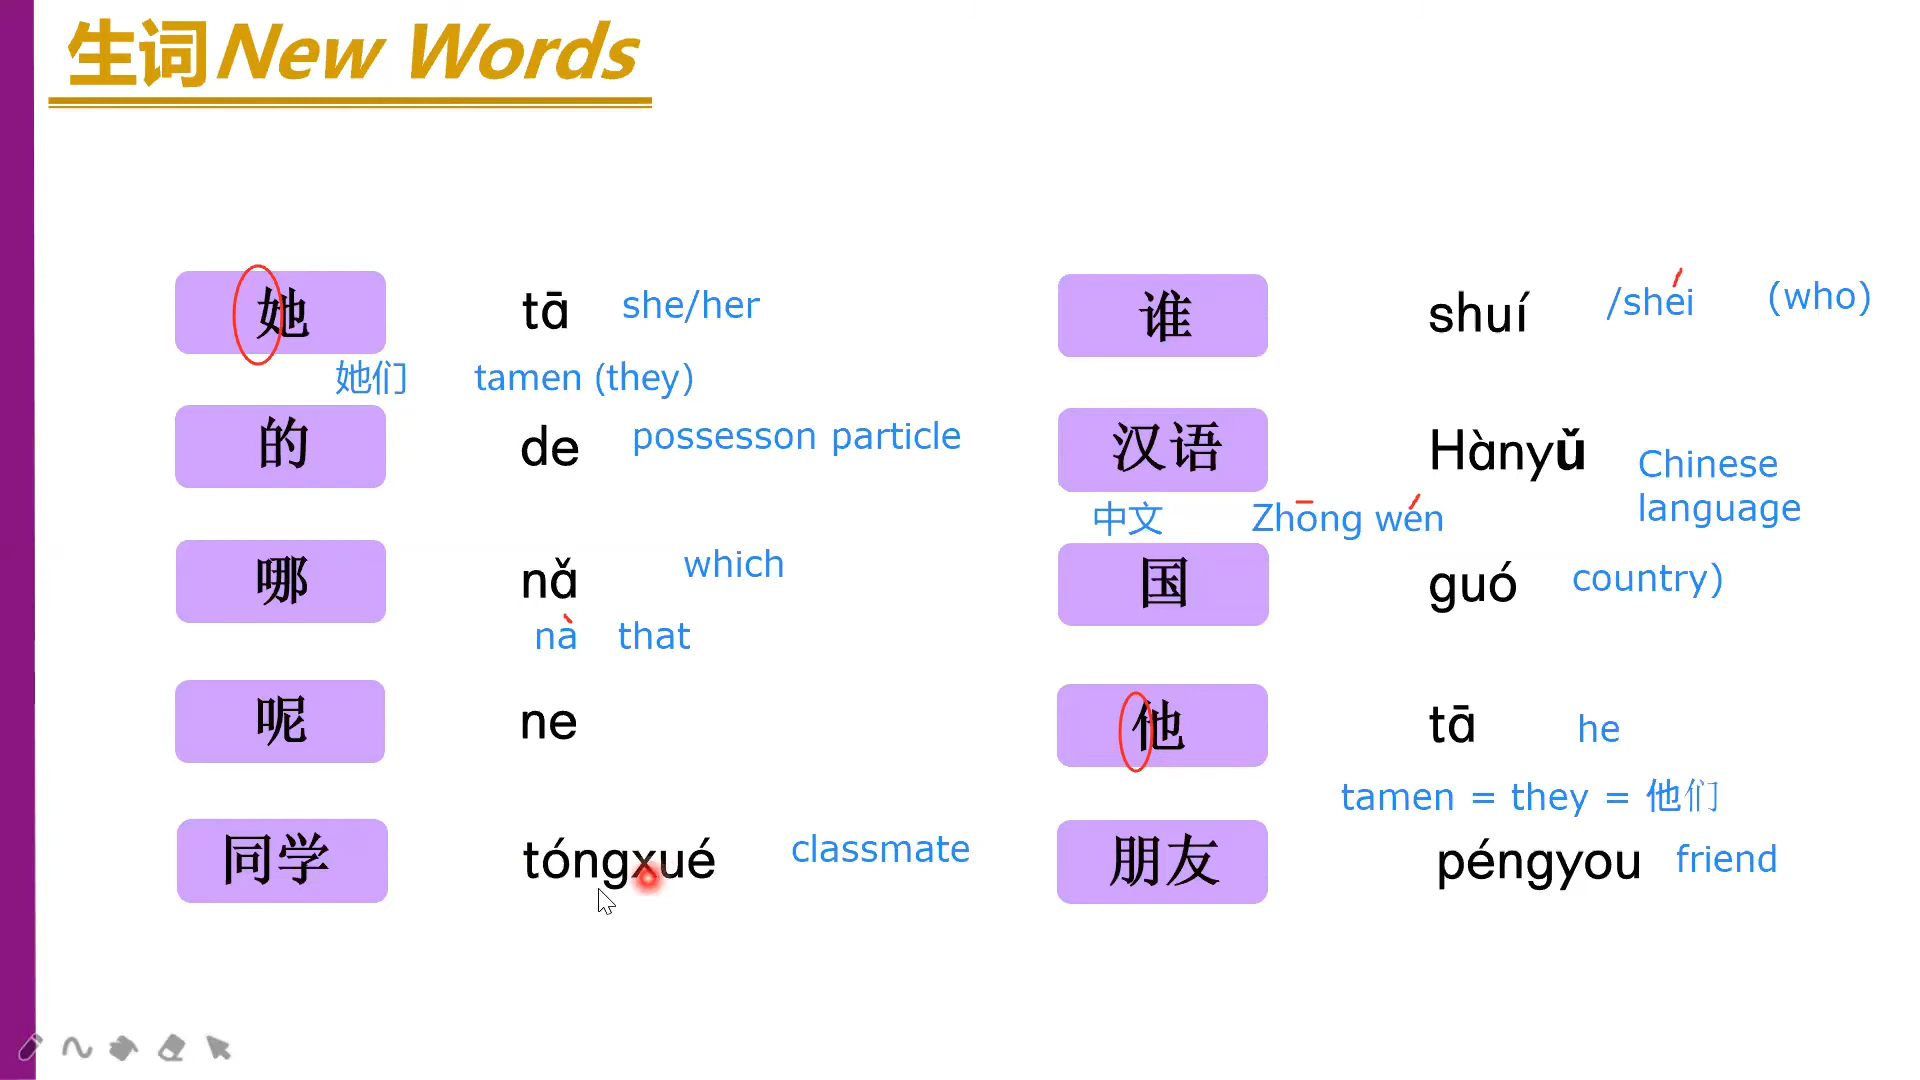 生词New Words
她 tā she/her
她们 tamen (they)
的 de possesson particle
哪 nǎ which
nà that
呢 ne
同学 tóngxué classmate
谁 shuí /shéi (who)
汉语 Hànyǔ Chinese
language
中文 Zhōng wén
国 guó country)
他 tā he
tamen = they = 他们
朋友 péngyou friend